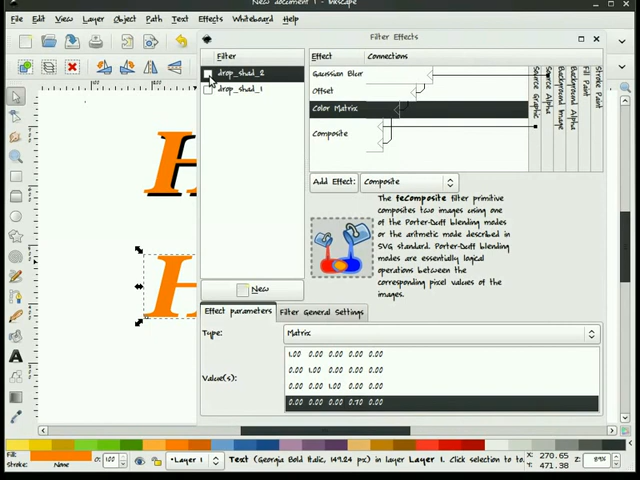 New document 1 - Inkscape
File Edit View Layer Object Path Text Effects Whiteboard Help
Filter Effects
Filter
drop_shad_2
drop_shad_1
New
Effect Connections
Gaussian Blur
Offset
Color Matrix
Composite
Source Graphic
Source Alpha
Background Image
Background Alpha
Fill Paint
Stroke Paint
Add Effect: Composite
The feComposite filter primitive
composites two images using one
of the Porter-Duff blending modes
or the aritmetic mode described in
SVG standard. Porter-Duff blending
modes are essentially logical
operations between the
corresponding pixel values of the
images.
Effect parameters Filter General Settings
Type: Matrix
Value(s):
1.00 0.00 0.00 0.00 0.00
0.00 1.00 0.00 0.00 0.00
0.00 0.00 1.00 0.00 0.00
0.00 0.00 0.00 0.70 0.00
H
H
A
Fill:
Stroke: None
O: 100
Layer 1
Text (Georgia Bold Italic, 149.24 px) in layer Layer 1. Click selection to to...
X: 270.65
Y: 471.38
Z: